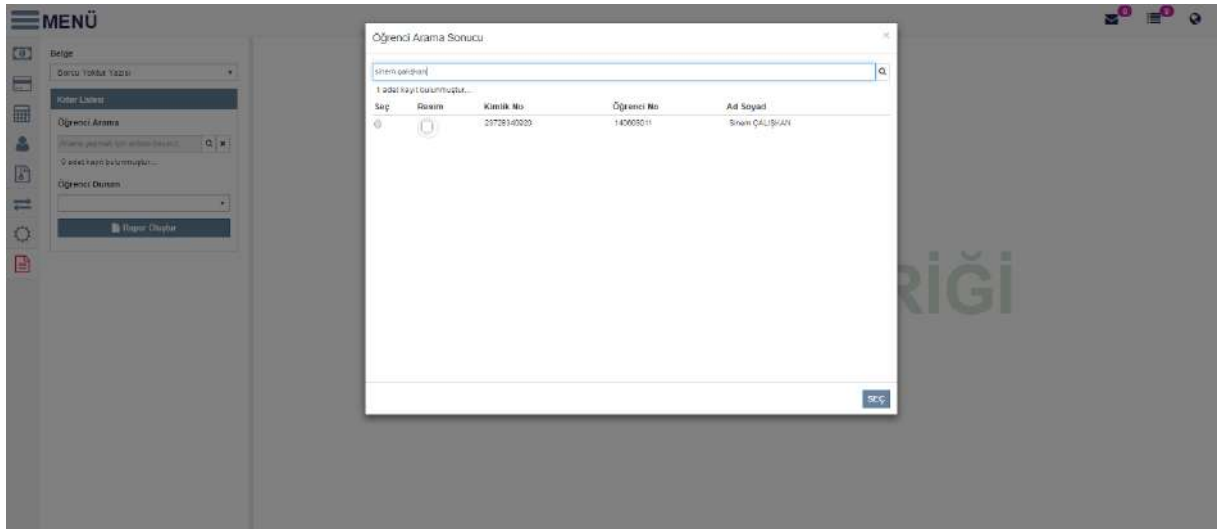 MENÜ
0
0
Belge
Borcu Yoktur Yazısı
Kriter Listesi
Öğrenci Arama
0 adet kayıt bulunmuştur...
Öğrenci Durum
Rapor Oluştur
Öğrenci Arama Sonucu
×
sinem çalışkan
1 adet kayıt bulunmuştur...
Seç Resim Kimlik No Öğrenci No Ad Soyad
Sinem ÇALIŞKAN
SEÇ
RİĞİ